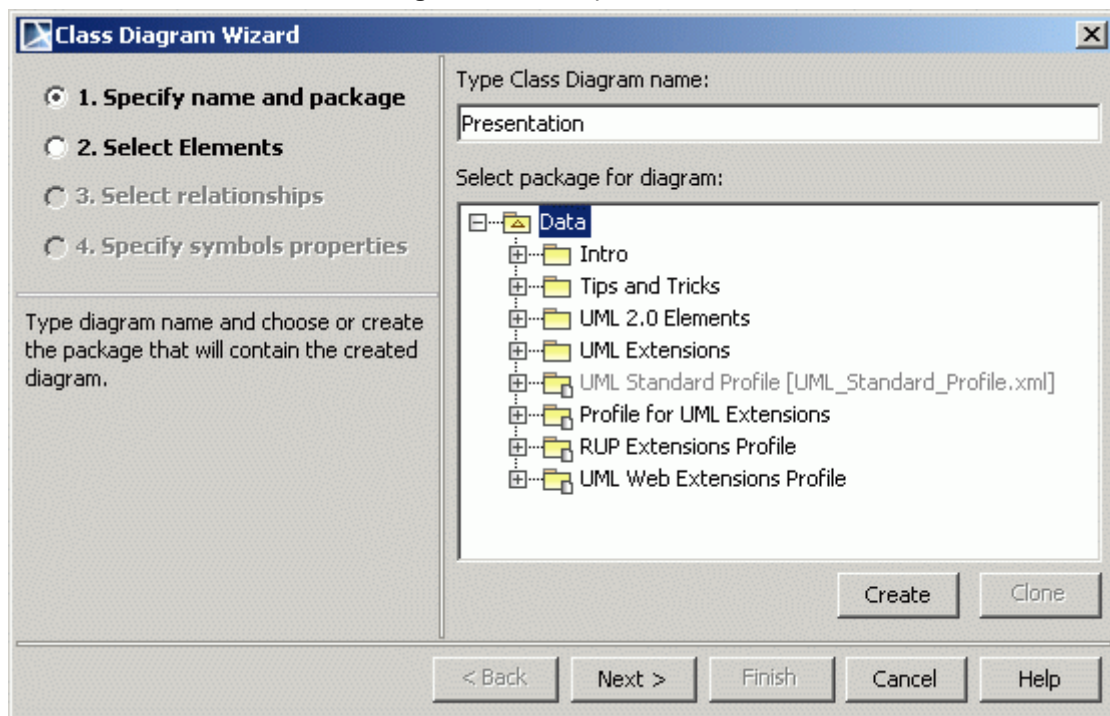 Class Diagram Wizard
1. Specify name and package
2. Select Elements
3. Select relationships
4. Specify symbols properties
Type diagram name and choose or create
the package that will contain the created
diagram.
Type Class Diagram name:
Presentation
Select package for diagram:
Data
Intro
Tips and Tricks
UML 2.0 Elements
UML Extensions
UML Standard Profile [UML_Standard_Profile.xml]
Profile for UML Extensions
RUP Extensions Profile
UML Web Extensions Profile
Create
Clone
< Back
Next >
Finish
Cancel
Help